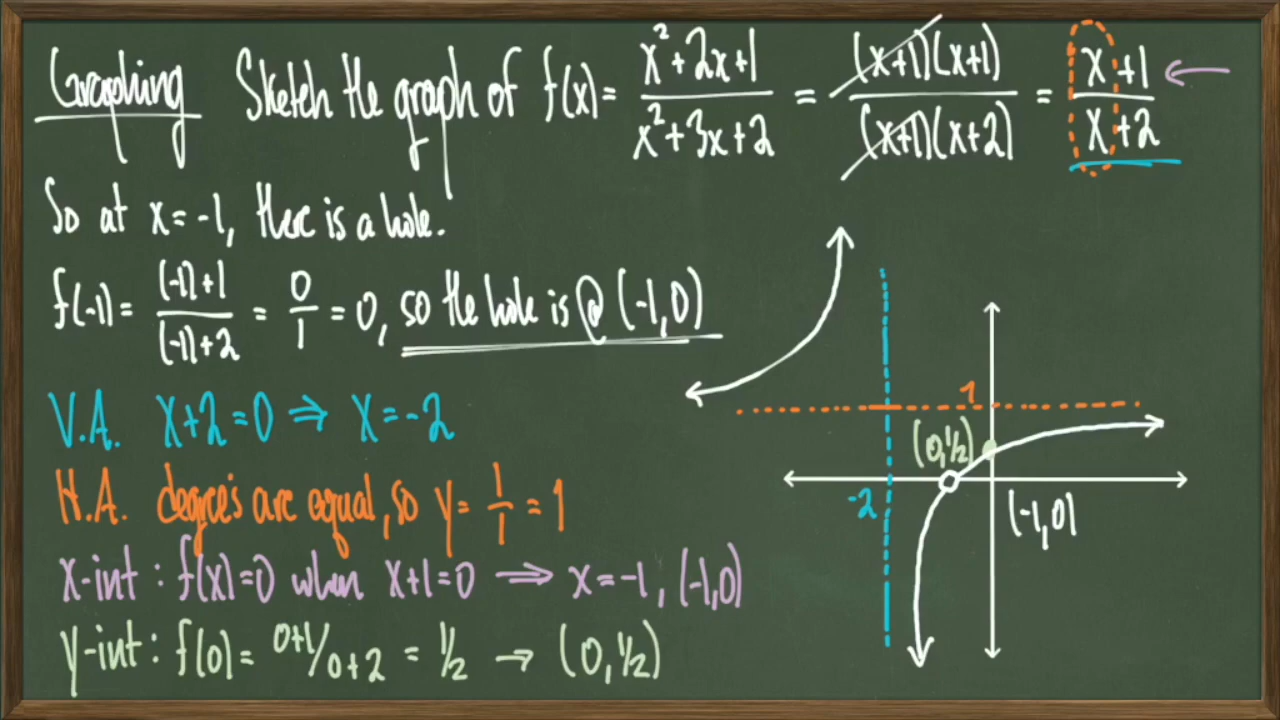 Graphing Sketch the graph of f(x) = x²+2x+1 / x²+3x+2 = (x+1)(x+1) / (x+1)(x+2) = x+1 / x+2
So at x=-1, there is a hole.
f(-1) = (-1)+1 / (-1)+2 = 0/1 = 0, so the hole is @ (-1,0)
V.A. x+2=0 ⇒ x=-2
H.A. degree's are equal, so y= 1/1 = 1
x-int : f(x)=0 when x+1=0 ⇒ x=-1, (-1,0)
y-int : f(0)= 0+1/0+2 = 1/2 → (0,1/2)
1
(0,1/2)
-2
(-1,0)